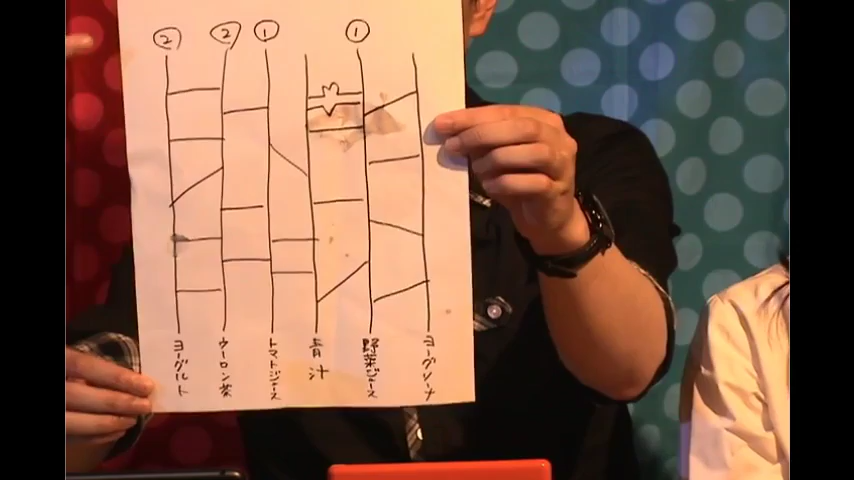 ② ② ① ①
ヨーグルト
ウーロン茶
トマトジュース
青汁
野菜ジュース
ヨーグリーナ